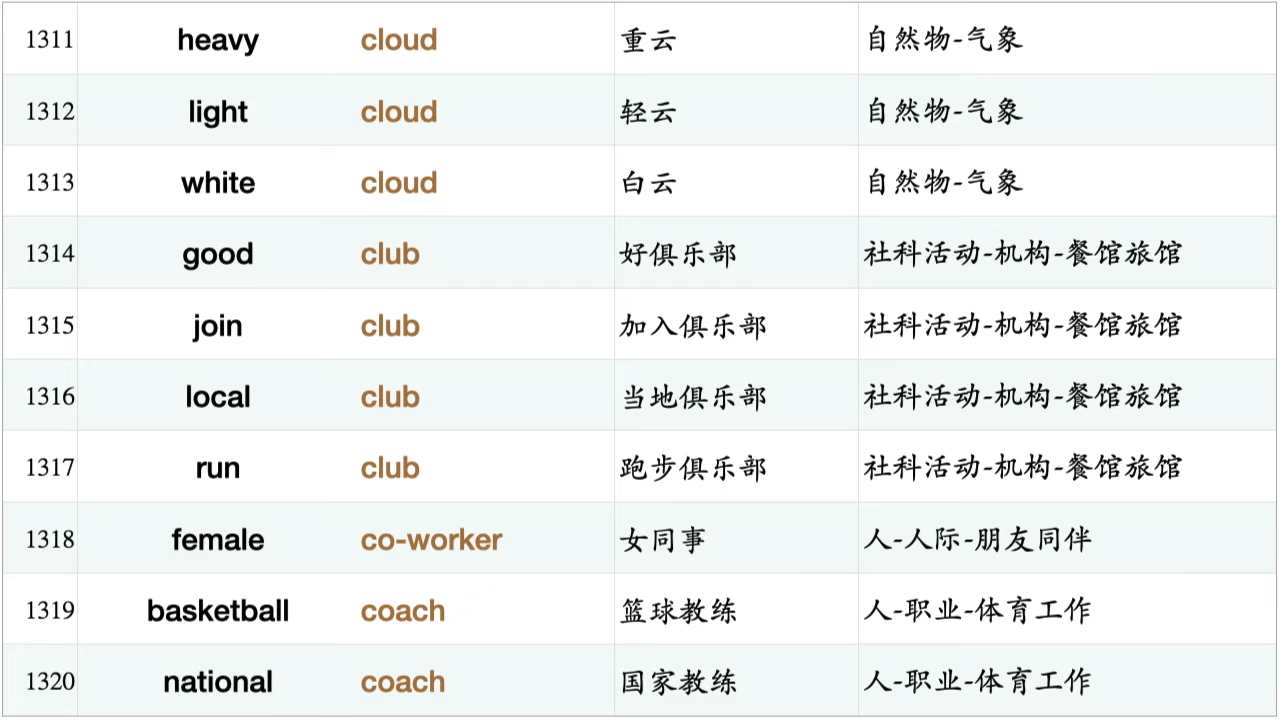 1311 heavy cloud 重云 自然物-气象
1312 light cloud 轻云 自然物-气象
1313 white cloud 白云 自然物-气象
1314 good club 好俱乐部 社科活动-机构-餐馆旅馆
1315 join club 加入俱乐部 社科活动-机构-餐馆旅馆
1316 local club 当地俱乐部 社科活动-机构-餐馆旅馆
1317 run club 跑步俱乐部 社科活动-机构-餐馆旅馆
1318 female co-worker 女同事 人-人际-朋友同伴
1319 basketball coach 篮球教练 人-职业-体育工作
1320 national coach 国家教练 人-职业-体育工作